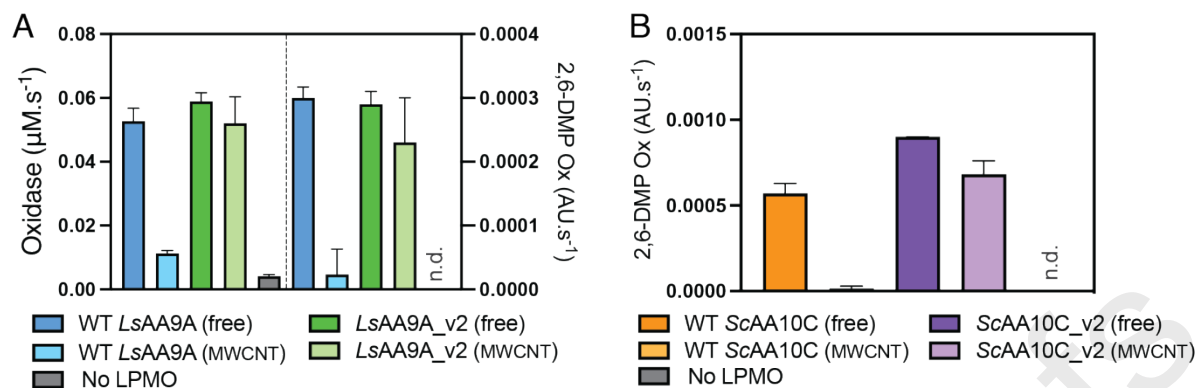 A
Oxidase (µM.s⁻¹)
0.08
0.06
0.04
0.02
0.00
0.0004
0.0003
0.0002
0.0001
0.0000
2,6-DMP Ox (AU.s⁻¹)
n.d.
WT LsAA9A (free)
LsAA9A_v2 (free)
WT LsAA9A (MWCNT)
LsAA9A_v2 (MWCNT)
No LPMO
B
2,6-DMP Ox (AU.s⁻¹)
0.0015
0.0010
0.0005
0.0000
n.d.
WT ScAA10C (free)
ScAA10C_v2 (free)
WT ScAA10C (MWCNT)
ScAA10C_v2 (MWCNT)
No LPMO